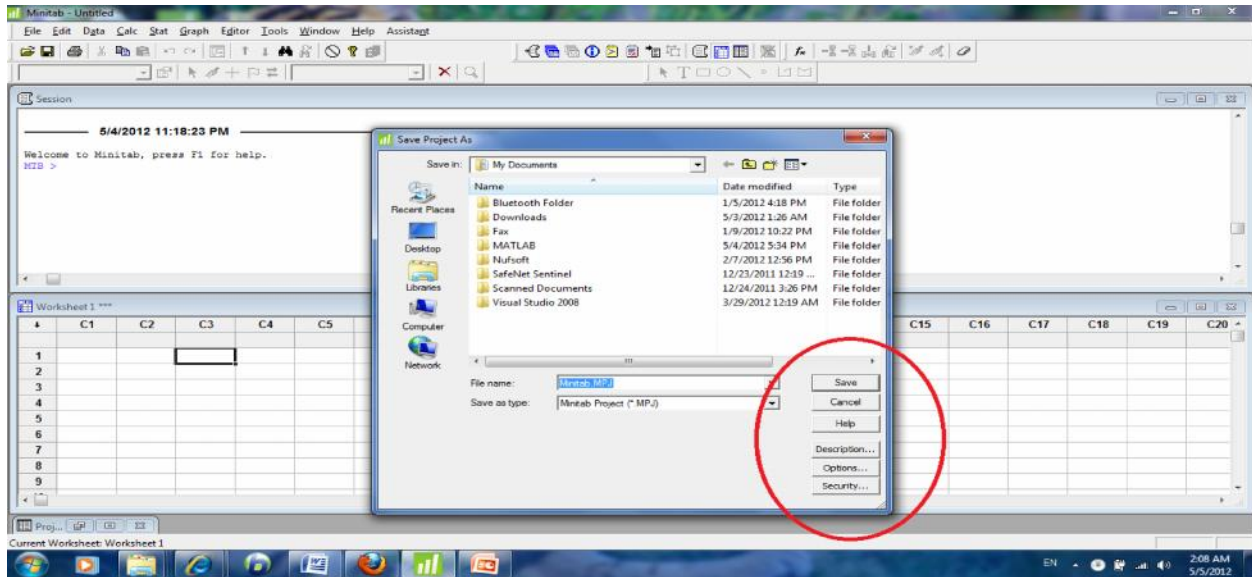 Minitab - Untitled
File Edit Data Calc Stat Graph Editor Tools Window Help Assistant
Session
5/4/2012 11:18:23 PM
Welcome to Minitab, press F1 for help.
MTB >
Save Project As
Save in: My Documents
Name Date modified Type
Recent Places
Desktop
Libraries
Computer
Network
Bluetooth Folder 1/5/2012 4:18 PM File folder
Downloads 5/3/2012 1:26 AM File folder
Fax 1/9/2012 10:22 PM File folder
MATLAB 5/4/2012 5:34 PM File folder
Nufsoft 2/7/2012 12:56 PM File folder
SafeNet Sentinel 12/23/2011 12:19 ... File folder
Scanned Documents 12/24/2011 3:26 PM File folder
Visual Studio 2008 3/29/2012 12:19 AM File folder
File name: Minitab.MPJ Save
Save as type: Minitab Project (*.MPJ) Cancel
Help
Description...
Options...
Security...
Worksheet 1 ***
C1 C2 C3 C4 C5 C15 C16 C17 C18 C19 C20
1
2
3
4
5
6
7
8
9
Proj...
Current Worksheet: Worksheet 1
EN 2:08 AM
5/5/2012